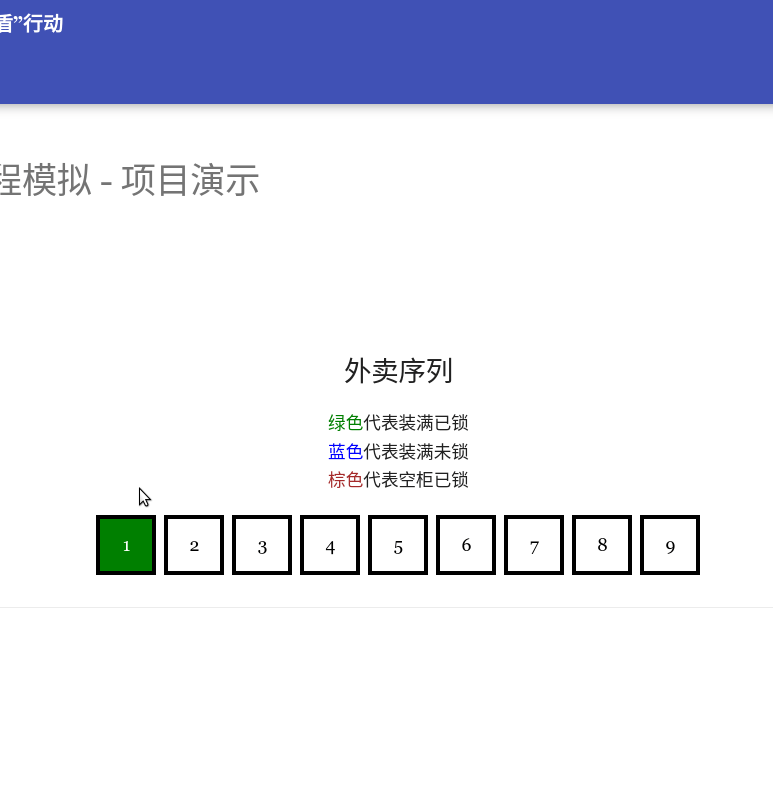 盾”行动
程模拟 - 项目演示
外卖序列
绿色代表装满已锁
蓝色代表装满未锁
棕色代表空柜已锁
1 2 3 4 5 6 7 8 9